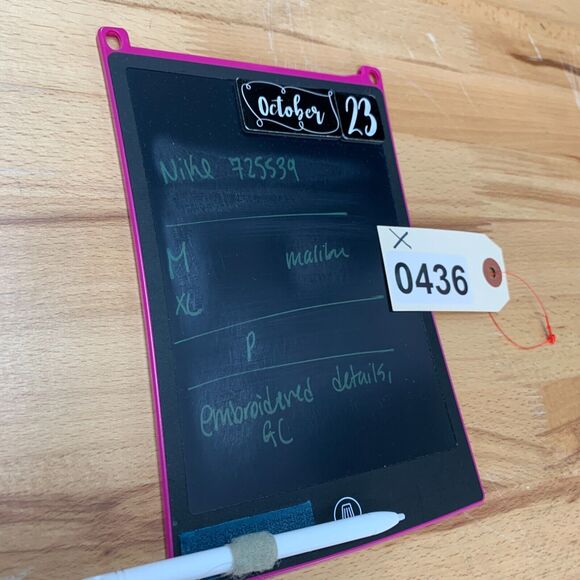 October 23
Nike 725539
M malibu
XL
X
0436
P
embroidered details,
GC